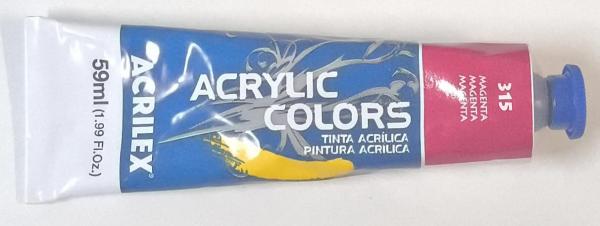 59ml (1.99 Fl.Oz.)
ACRILEX®
ACRYLIC
COLORS
TINTA ACRÍLICA
PINTURA ACRILICA
315
MAGENTA
MAGENTA
MAGENTA